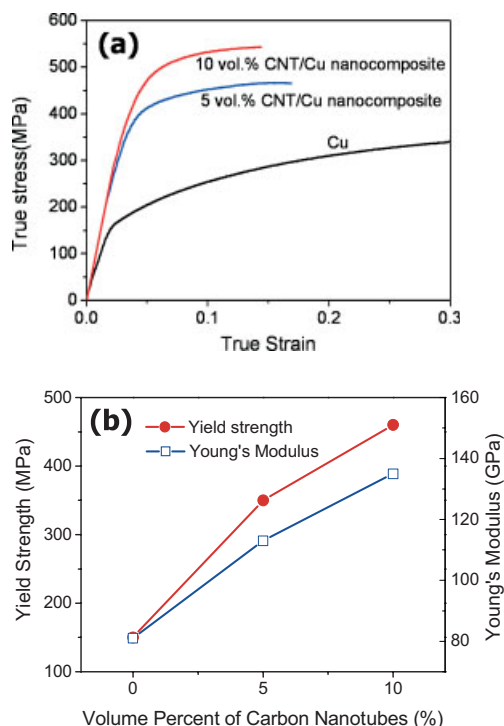 (a)
600
500
400
300
200
100
0
True stress(MPa)
10 vol.% CNT/Cu nanocomposite
5 vol.% CNT/Cu nanocomposite
Cu
0.0 0.1 0.2 0.3
True Strain
(b)
500
400
300
200
100
Yield Strength (MPa)
Yield strength
Young's Modulus
160
140
120
100
80
Young's Modulus (GPa)
0 5 10
Volume Percent of Carbon Nanotubes (%)